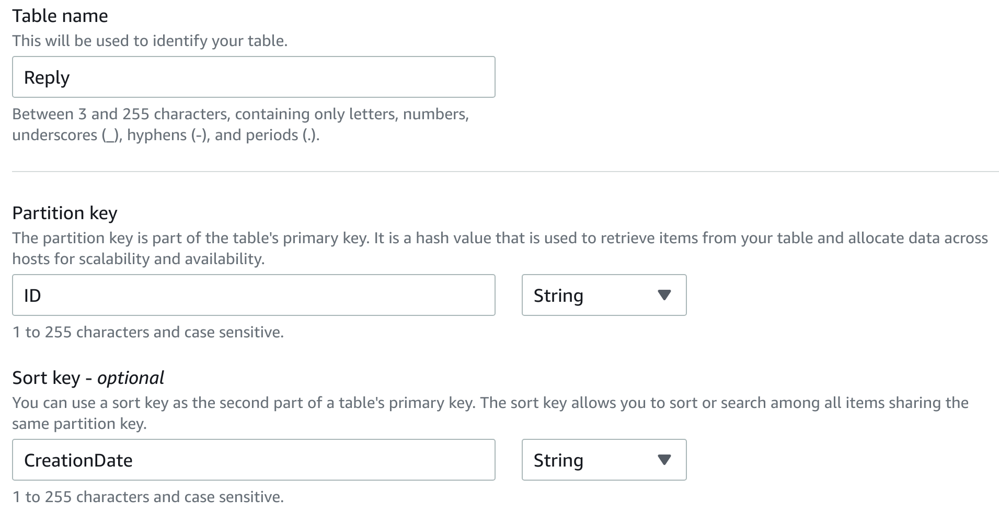 Table name
This will be used to identify your table.
Reply
Between 3 and 255 characters, containing only letters, numbers,
underscores (_), hyphens (-), and periods (.).
Partition key
The partition key is part of the table's primary key. It is a hash value that is used to retrieve items from your table and allocate data across
hosts for scalability and availability.
ID
String
1 to 255 characters and case sensitive.
Sort key - optional
You can use a sort key as the second part of a table's primary key. The sort key allows you to sort or search among all items sharing the
same partition key.
CreationDate
String
1 to 255 characters and case sensitive.